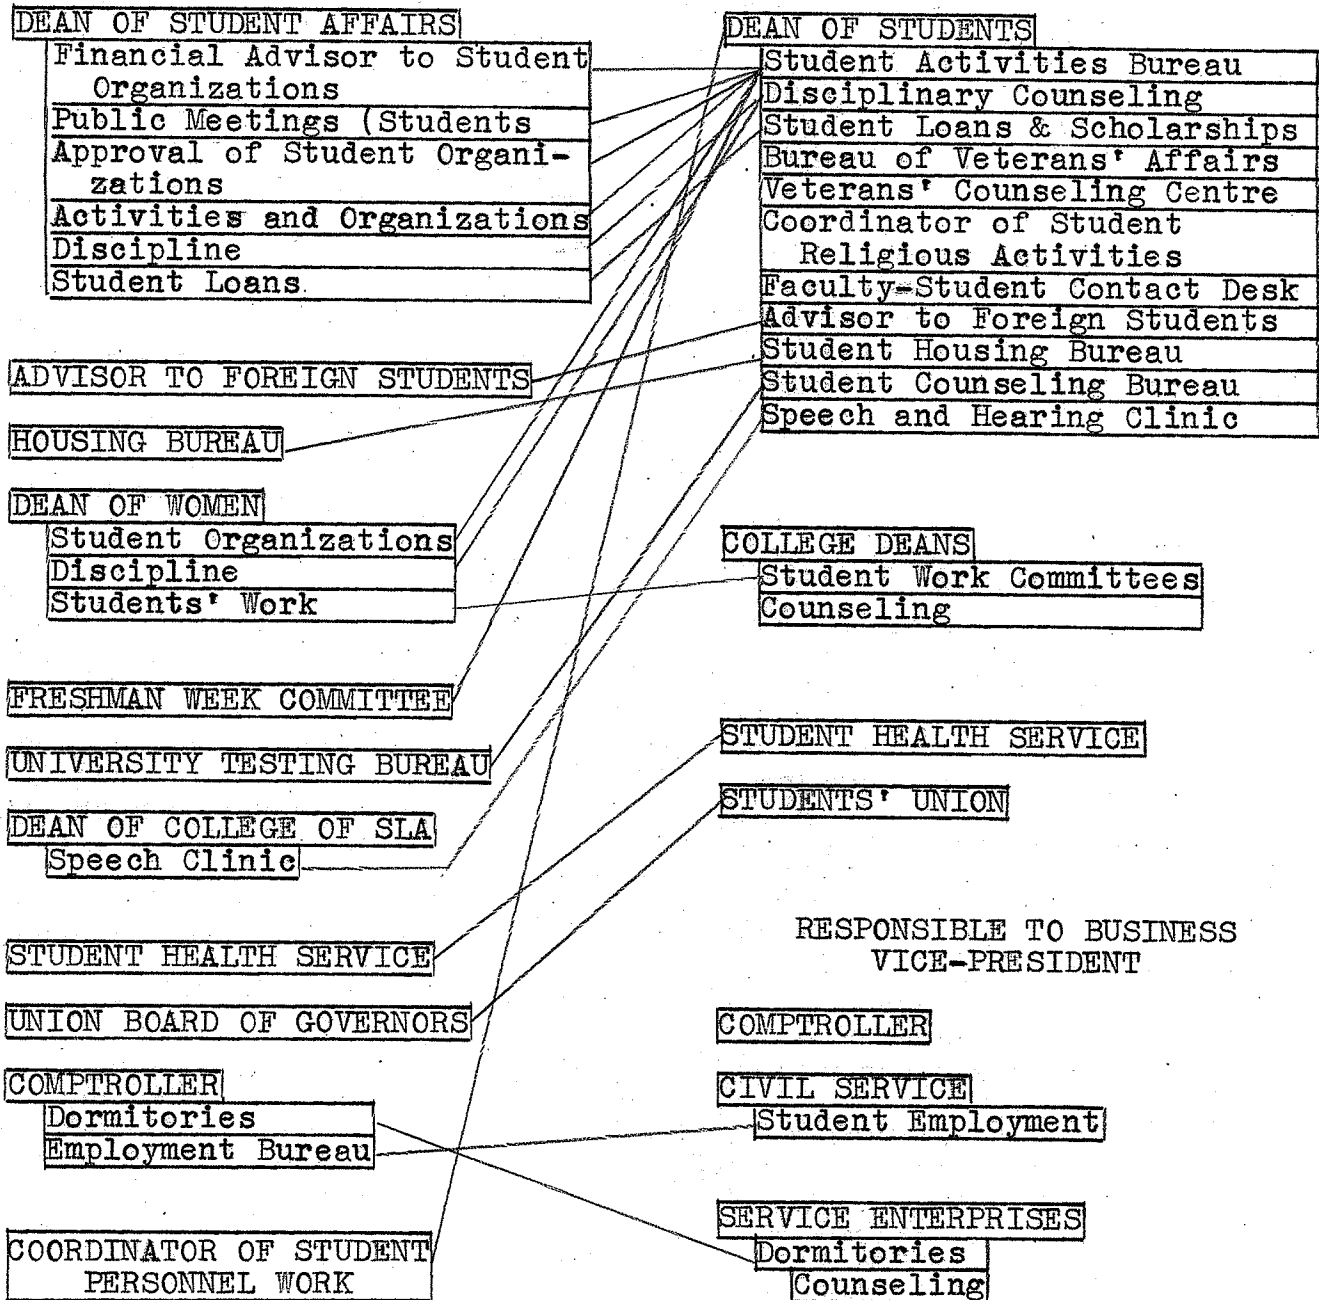 DEAN OF STUDENT AFFAIRS
Financial Advisor to Student
Organizations
Public Meetings (Students
Approval of Student Organi-
zations
Activities and Organizations
Discipline
Student Loans
ADVISOR TO FOREIGN STUDENTS
HOUSING BUREAU
DEAN OF WOMEN
Student Organizations
Discipline
Students' Work
FRESHMAN WEEK COMMITTEE
UNIVERSITY TESTING BUREAU
DEAN OF COLLEGE OF SLA
Speech Clinic
STUDENT HEALTH SERVICE
UNION BOARD OF GOVERNORS
COMPTROLLER
Dormitories
Employment Bureau
COORDINATOR OF STUDENT
PERSONNEL WORK
DEAN OF STUDENTS
Student Activities Bureau
Disciplinary Counseling
Student Loans & Scholarships
Bureau of Veterans' Affairs
Veterans' Counseling Centre
Coordinator of Student
Religious Activities
Faculty-Student Contact Desk
Advisor to Foreign Students
Student Housing Bureau
Student Counseling Bureau
Speech and Hearing Clinic
COLLEGE DEANS
Student Work Committees
Counseling
STUDENT HEALTH SERVICE
STUDENTS' UNION
RESPONSIBLE TO BUSINESS
VICE-PRESIDENT
COMPTROLLER
CIVIL SERVICE
Student Employment
SERVICE ENTERPRISES
Dormitories
Counseling